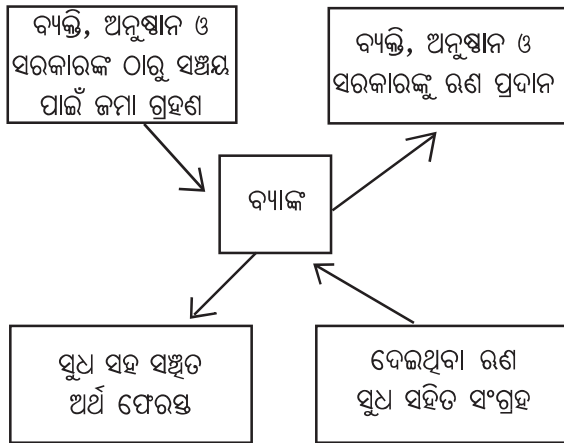 ବ୍ୟକ୍ତି, ଅନୁଷ୍ଠାନ ଓ
ସରକାରଙ୍କ ଠାରୁ ସଞ୍ଚୟ
ପାଇଁ ଜମା ଗ୍ରହଣ
ବ୍ୟକ୍ତି, ଅନୁଷ୍ଠାନ ଓ
ସରକାରଙ୍କୁ ଋଣ ପ୍ରଦାନ
ବ୍ୟାଙ୍କ
ସୁଧ ସହ ସଞ୍ଚିତ
ଅର୍ଥ ଫେରସ୍ତ
ଦେଇଥିବା ଋଣ
ସୁଧ ସହିତ ସଂଗ୍ରହ